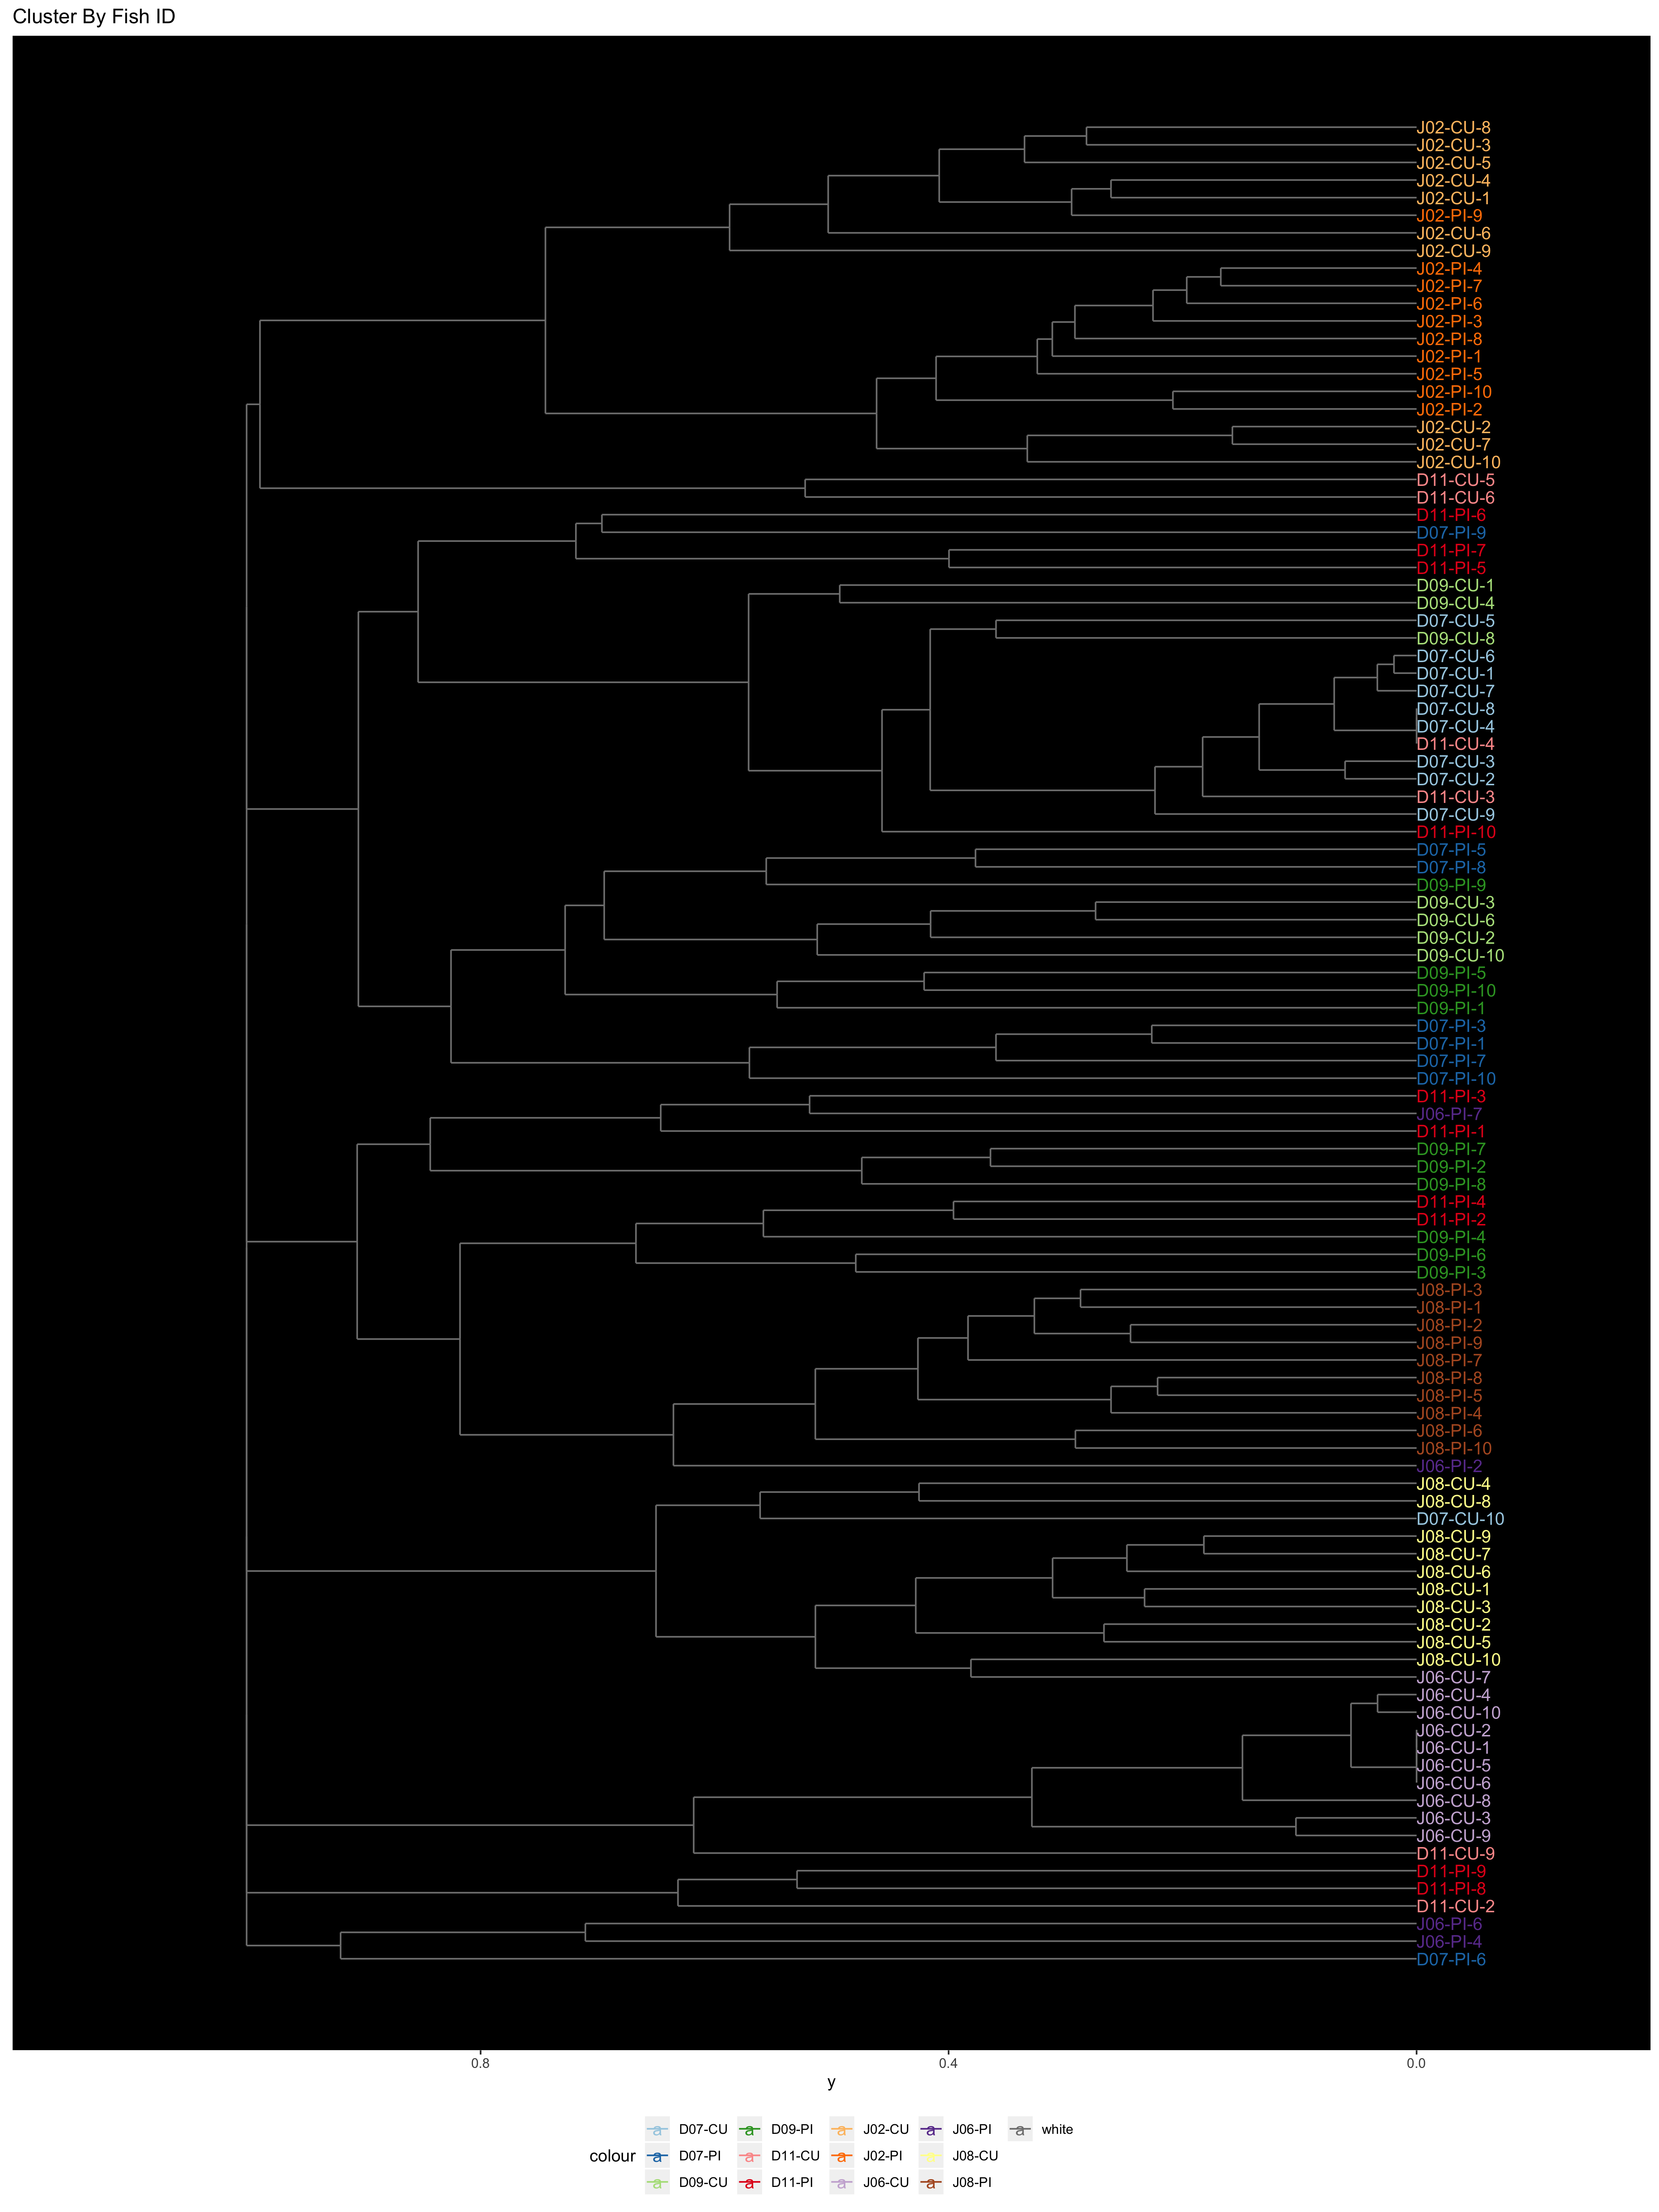 Cluster By Fish ID
J02-CU-8
J02-CU-3
J02-CU-5
J02-CU-4
J02-CU-1
J02-PI-9
J02-CU-6
J02-CU-9
J02-PI-4
J02-PI-7
J02-PI-6
J02-PI-3
J02-PI-8
J02-PI-1
J02-PI-5
J02-PI-10
J02-PI-2
J02-CU-2
J02-CU-7
J02-CU-10
D11-CU-5
D11-CU-6
D11-PI-6
D07-PI-9
D11-PI-7
D11-PI-5
D09-CU-1
D09-CU-4
D07-CU-5
D09-CU-8
D07-CU-6
D07-CU-1
D07-CU-7
D07-CU-8
D07-CU-4
D11-CU-4
D07-CU-3
D07-CU-2
D11-CU-3
D07-CU-9
D11-PI-10
D07-PI-5
D07-PI-8
D09-PI-9
D09-CU-3
D09-CU-6
D09-CU-2
D09-CU-10
D09-PI-5
D09-PI-10
D09-PI-1
D07-PI-3
D07-PI-1
D07-PI-7
D07-PI-10
D11-PI-3
J06-PI-7
D11-PI-1
D09-PI-7
D09-PI-2
D09-PI-8
D11-PI-4
D11-PI-2
D09-PI-4
D09-PI-6
D09-PI-3
J08-PI-3
J08-PI-1
J08-PI-2
J08-PI-9
J08-PI-7
J08-PI-8
J08-PI-5
J08-PI-4
J08-PI-6
J08-PI-10
J06-PI-2
J08-CU-4
J08-CU-8
D07-CU-10
J08-CU-9
J08-CU-7
J08-CU-6
J08-CU-1
J08-CU-3
J08-CU-2
J08-CU-5
J08-CU-10
J06-CU-7
J06-CU-4
J06-CU-10
J06-CU-2
J06-CU-1
J06-CU-5
J06-CU-6
J06-CU-8
J06-CU-3
J06-CU-9
D11-CU-9
D11-PI-9
D11-PI-8
D11-CU-2
J06-PI-6
J06-PI-4
D07-PI-6
0.8 0.4 0.0
y
a D07-CU a D09-PI a J02-CU a J06-PI a white
colour a D07-PI a D11-CU a J02-PI a J08-CU
a D09-CU a D11-PI a J06-CU a J08-PI